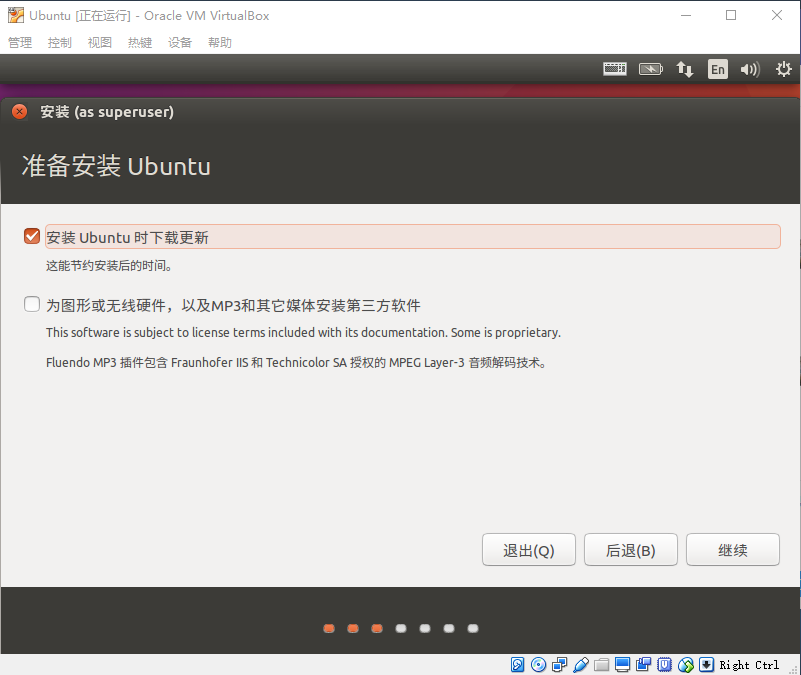 Ubuntu [正在运行] - Oracle VM VirtualBox
管理 控制 视图 热键 设备 帮助
En
安装 (as superuser)
准备安装 Ubuntu
安装 Ubuntu 时下载更新
这能节约安装后的时间。
为图形或无线硬件，以及MP3和其它媒体安装第三方软件
This software is subject to license terms included with its documentation. Some is proprietary.
Fluendo MP3 插件包含 Fraunhofer IIS 和 Technicolor SA 授权的 MPEG Layer-3 音频解码技术。
退出(Q) 后退(B) 继续
Right Ctrl